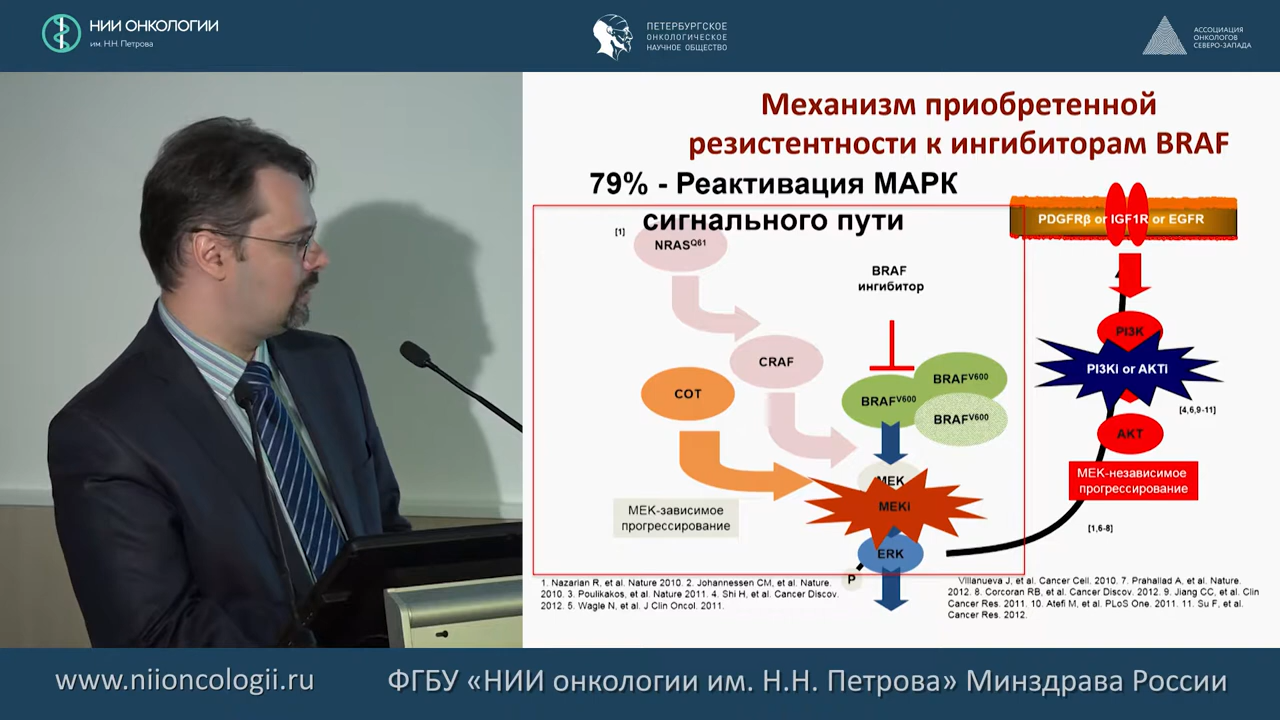 НИИ ОНКОЛОГИИ
им. Н.Н. Петрова
ПЕТЕРБУРГСКОЕ
ОНКОЛОГИЧЕСКОЕ
НАУЧНОЕ ОБЩЕСТВО
АССОЦИАЦИЯ
ОНКОЛОГОВ
СЕВЕРО-ЗАПАДА
Механизм приобретенной
резистентности к ингибиторам BRAF
79% - Реактивация МАРК
сигнального пути
[1]
NRASQ61
BRAF
ингибитор
PDGFRβ or IGF1R or EGFR
CRAF
COT
BRAFV600
BRAFV600
BRAFV600
PI3K
PI3Ki or AKTi
[4,6,9-11]
AKT
МЕК-независимое
прогрессирование
[1,6-8]
MEK
MEKi
МЕК-зависимое
прогрессирование
ERK
P
1. Nazarian R, et al. Nature 2010. 2. Johannessen CM, et al. Nature.
2010. 3. Poulikakos, et al. Nature 2011. 4. Shi H, et al. Cancer Discov.
2012. 5. Wagle N, et al. J Clin Oncol. 2011.
Villanueva J, et al. Cancer Cell. 2010. 7. Prahallad A, et al. Nature.
2012. 8. Corcoran RB, et al. Cancer Discov. 2012. 9. Jiang CC, et al. Clin
Cancer Res. 2011. 10. Atefi M, et al. PLoS One. 2011. 11. Su F, et al.
Cancer Res. 2012.
www.niioncologii.ru
ФГБУ «НИИ онкологии им. Н.Н. Петрова» Минздрава России